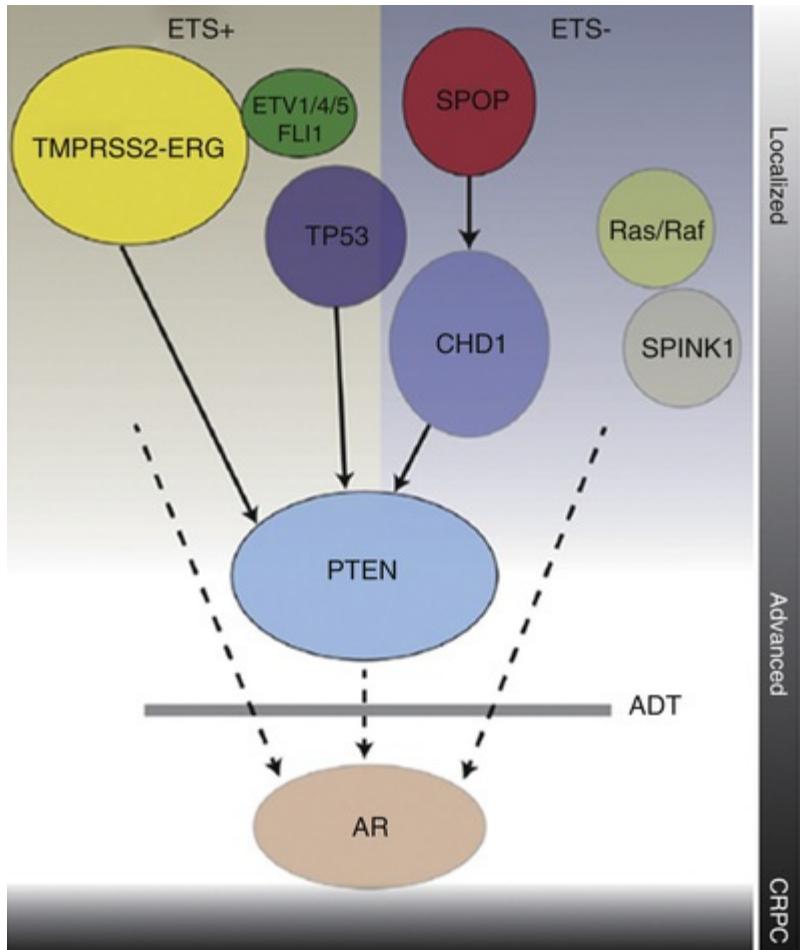 ETS+
ETS-
TMPRSS2-ERG
ETV1/4/5
FLI1
SPOP
TP53
Ras/Raf
CHD1
SPINK1
PTEN
ADT
AR
Localized
Advanced
CRPC